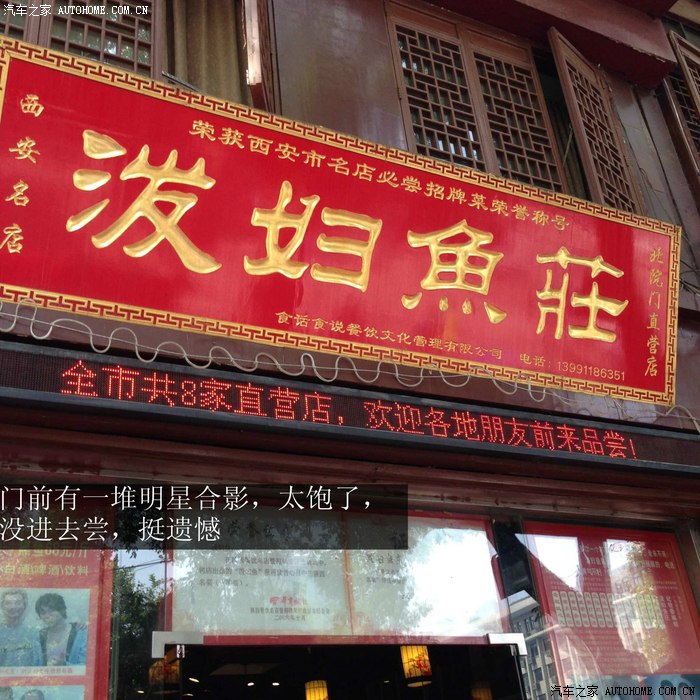 汽车之家 AUTOHOME.COM.CN
荣获西安市名店必尝招牌菜荣誉称号
西安名店
泼妇魚莊
北院门直营店
食话食说餐饮文化管理有限公司 电话:13991186351
全市共8家直营店，欢迎各地朋友前来品尝!
门前有一堆明星合影，太饱了，
没进去尝，挺遗憾
汽车之家 AUTOHOME.COM.CN